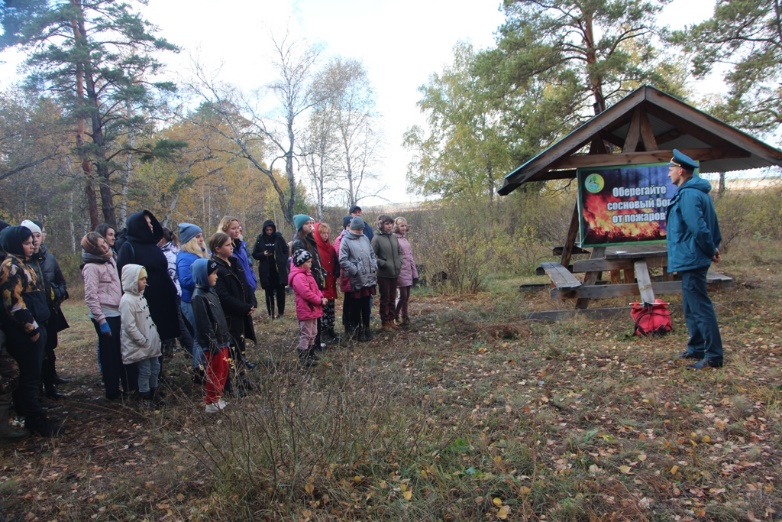 Оберегайте
сосновый бор
от пожаров